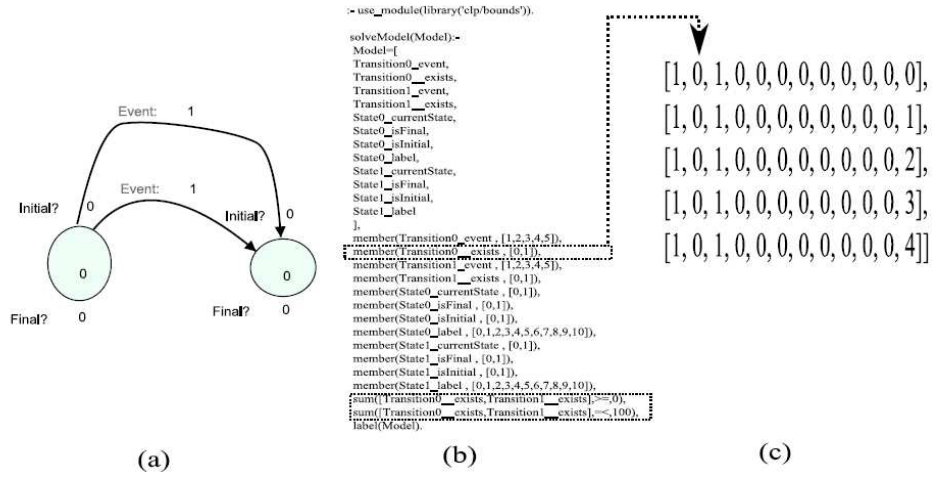 Event: 1
Event: 1
Initial? 0
Initial? 0
0
0
Final? 0
Final? 0
(a)
:- use_module(library('clp/bounds')).
solveModel(Model):-
Model=[
Transition0_event,
Transition0__exists,
Transition1_event,
Transition1__exists,
State0_currentState,
State0_isFinal,
State0_isInitial,
State0_label,
State1_currentState,
State1_isFinal,
State1_isInitial,
State1_label
],
member(Transition0_event , [1,2,3,4,5]),
member(Transition0__exists , [0,1]),
member(Transition1_event , [1,2,3,4,5]),
member(Transition1__exists , [0,1]),
member(State0_currentState , [0,1]),
member(State0_isFinal , [0,1]),
member(State0_isInitial , [0,1]),
member(State0_label , [0,1,2,3,4,5,6,7,8,9,10]),
member(State1_currentState , [0,1]),
member(State1_isFinal , [0,1]),
member(State1_isInitial , [0,1]),
member(State1_label , [0,1,2,3,4,5,6,7,8,9,10]),
sum([Transition0__exists,Transition1__exists],>=,0),
sum([Transition0__exists,Transition1__exists],=<,100),
label(Model).
(b)
[1, 0, 1, 0, 0, 0, 0, 0, 0, 0, 0, 0],
[1, 0, 1, 0, 0, 0, 0, 0, 0, 0, 0, 1],
[1, 0, 1, 0, 0, 0, 0, 0, 0, 0, 0, 2],
[1, 0, 1, 0, 0, 0, 0, 0, 0, 0, 0, 3],
[1, 0, 1, 0, 0, 0, 0, 0, 0, 0, 0, 4]]
(c)